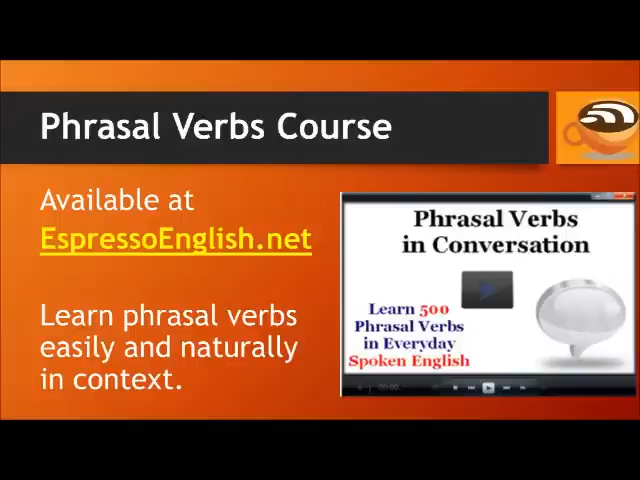 Phrasal Verbs Course
Available at
EspressoEnglish.net
Learn phrasal verbs
easily and naturally
in context.
Phrasal Verbs
in Conversation
Learn 500
Phrasal Verbs
in Everyday
Spoken English